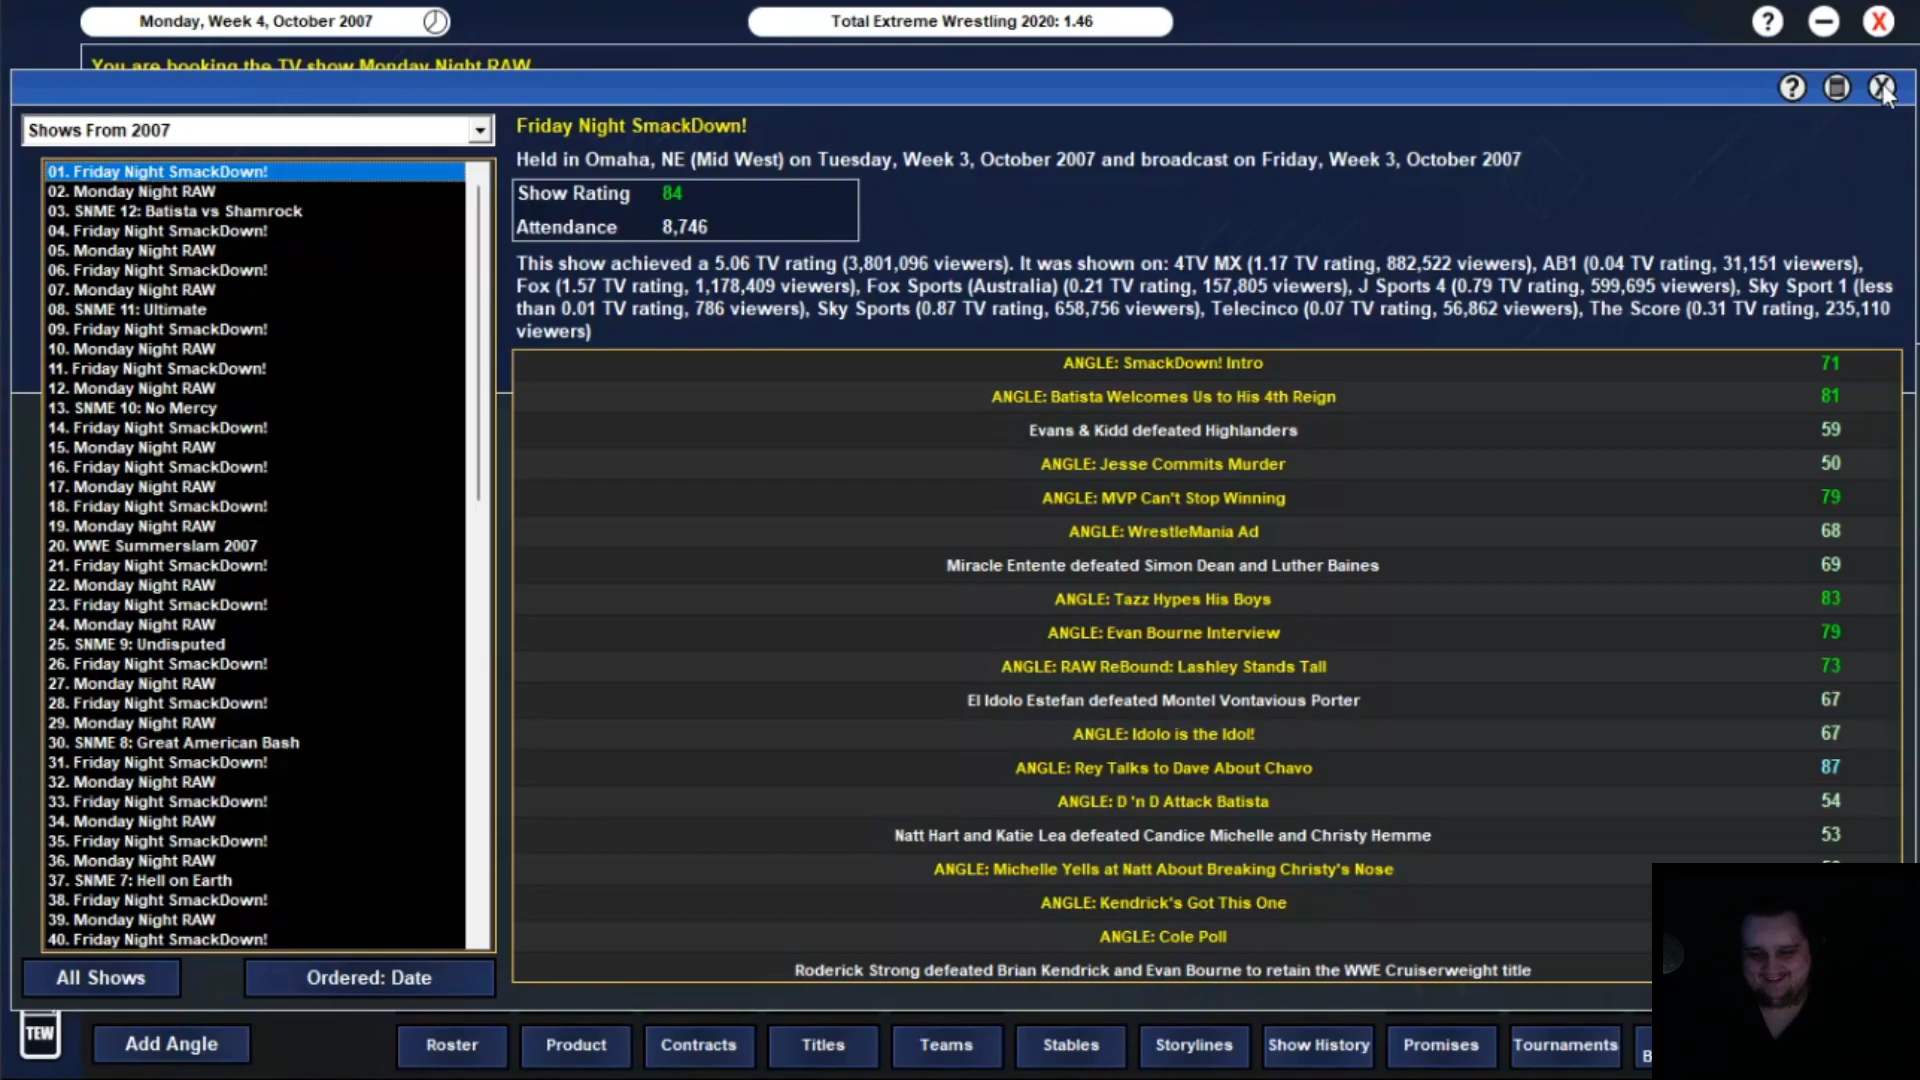 Monday, Week 4, October 2007
Total Extreme Wrestling 2020: 1.46
? X
You are booking the TV show Monday Night RAW
? X
Shows From 2007
01. Friday Night SmackDown!
02. Monday Night RAW
03. SNME 12: Batista vs Shamrock
04. Friday Night SmackDown!
05. Monday Night RAW
06. Friday Night SmackDown!
07. Monday Night RAW
08. SNME 11: Ultimate
09. Friday Night SmackDown!
10. Monday Night RAW
11. Friday Night SmackDown!
12. Monday Night RAW
13. SNME 10: No Mercy
14. Friday Night SmackDown!
15. Monday Night RAW
16. Friday Night SmackDown!
17. Monday Night RAW
18. Friday Night SmackDown!
19. Monday Night RAW
20. WWE Summerslam 2007
21. Friday Night SmackDown!
22. Monday Night RAW
23. Friday Night SmackDown!
24. Monday Night RAW
25. SNME 9: Undisputed
26. Friday Night SmackDown!
27. Monday Night RAW
28. Friday Night SmackDown!
29. Monday Night RAW
30. SNME 8: Great American Bash
31. Friday Night SmackDown!
32. Monday Night RAW
33. Friday Night SmackDown!
34. Monday Night RAW
35. Friday Night SmackDown!
36. Monday Night RAW
37. SNME 7: Hell on Earth
38. Friday Night SmackDown!
39. Monday Night RAW
40. Friday Night SmackDown!
All Shows
Ordered: Date
Friday Night SmackDown!
Held in Omaha, NE (Mid West) on Tuesday, Week 3, October 2007 and broadcast on Friday, Week 3, October 2007
Show Rating 84
Attendance 8,746
This show achieved a 5.06 TV rating (3,801,096 viewers). It was shown on: 4TV MX (1.17 TV rating, 882,522 viewers), AB1 (0.04 TV rating, 31,151 viewers),
Fox (1.57 TV rating, 1,178,409 viewers), Fox Sports (Australia) (0.21 TV rating, 157,805 viewers), J Sports 4 (0.79 TV rating, 599,695 viewers), Sky Sport 1 (less
than 0.01 TV rating, 786 viewers), Sky Sports (0.87 TV rating, 658,756 viewers), Telecinco (0.07 TV rating, 56,862 viewers), The Score (0.31 TV rating, 235,110
viewers)
ANGLE: SmackDown! Intro 71
ANGLE: Batista Welcomes Us to His 4th Reign 81
Evans & Kidd defeated Highlanders 59
ANGLE: Jesse Commits Murder 50
ANGLE: MVP Can't Stop Winning 79
ANGLE: WrestleMania Ad 68
Miracle Entente defeated Simon Dean and Luther Baines 69
ANGLE: Tazz Hypes His Boys 83
ANGLE: Evan Bourne Interview 79
ANGLE: RAW ReBound: Lashley Stands Tall 73
El Idolo Estefan defeated Montel Vontavious Porter 67
ANGLE: Idolo is the Idol! 67
ANGLE: Rey Talks to Dave About Chavo 87
ANGLE: D 'n D Attack Batista 54
Natt Hart and Katie Lea defeated Candice Michelle and Christy Hemme 53
ANGLE: Michelle Yells at Natt About Breaking Christy's Nose
ANGLE: Kendrick's Got This One
ANGLE: Cole Poll
Roderick Strong defeated Brian Kendrick and Evan Bourne to retain the WWE Cruiserweight title
TEW
Add Angle
Roster
Product
Contracts
Titles
Teams
Stables
Storylines
Show History
Promises
Tournaments
B